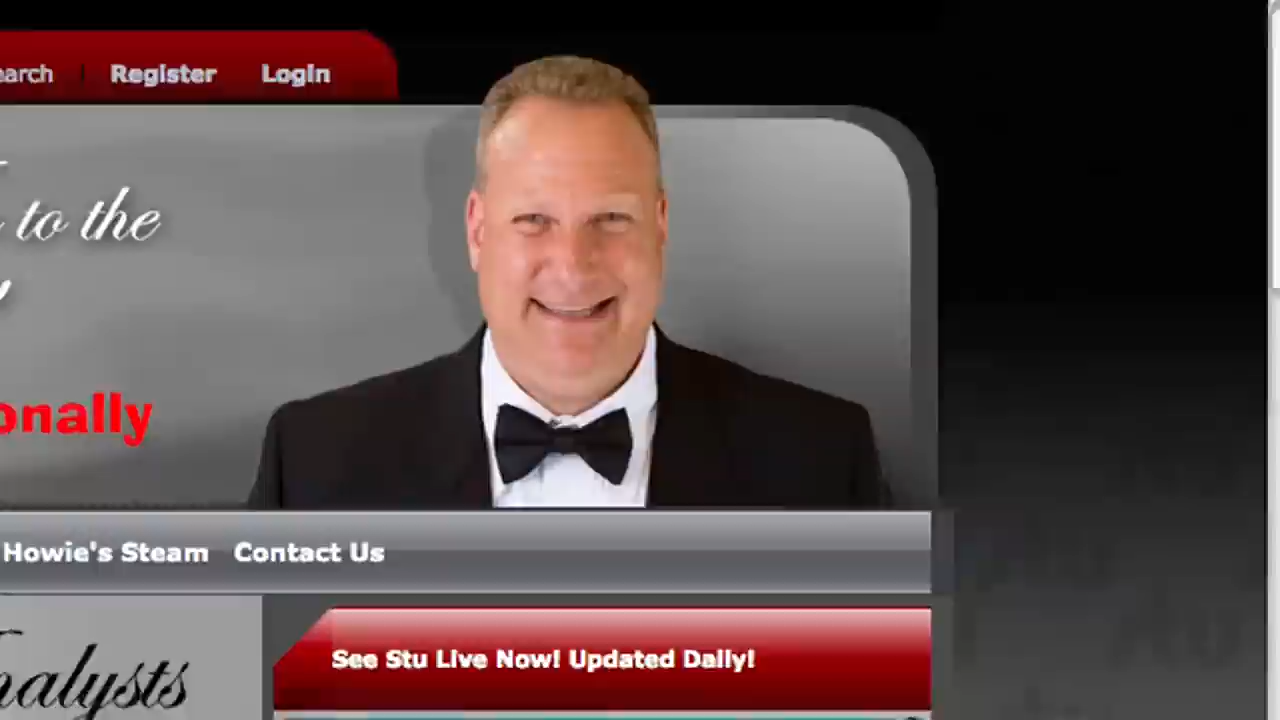 earch | Register Login
to the
onally
Howie's Steam Contact Us
nalysts
See Stu Live Now! Updated Daily!